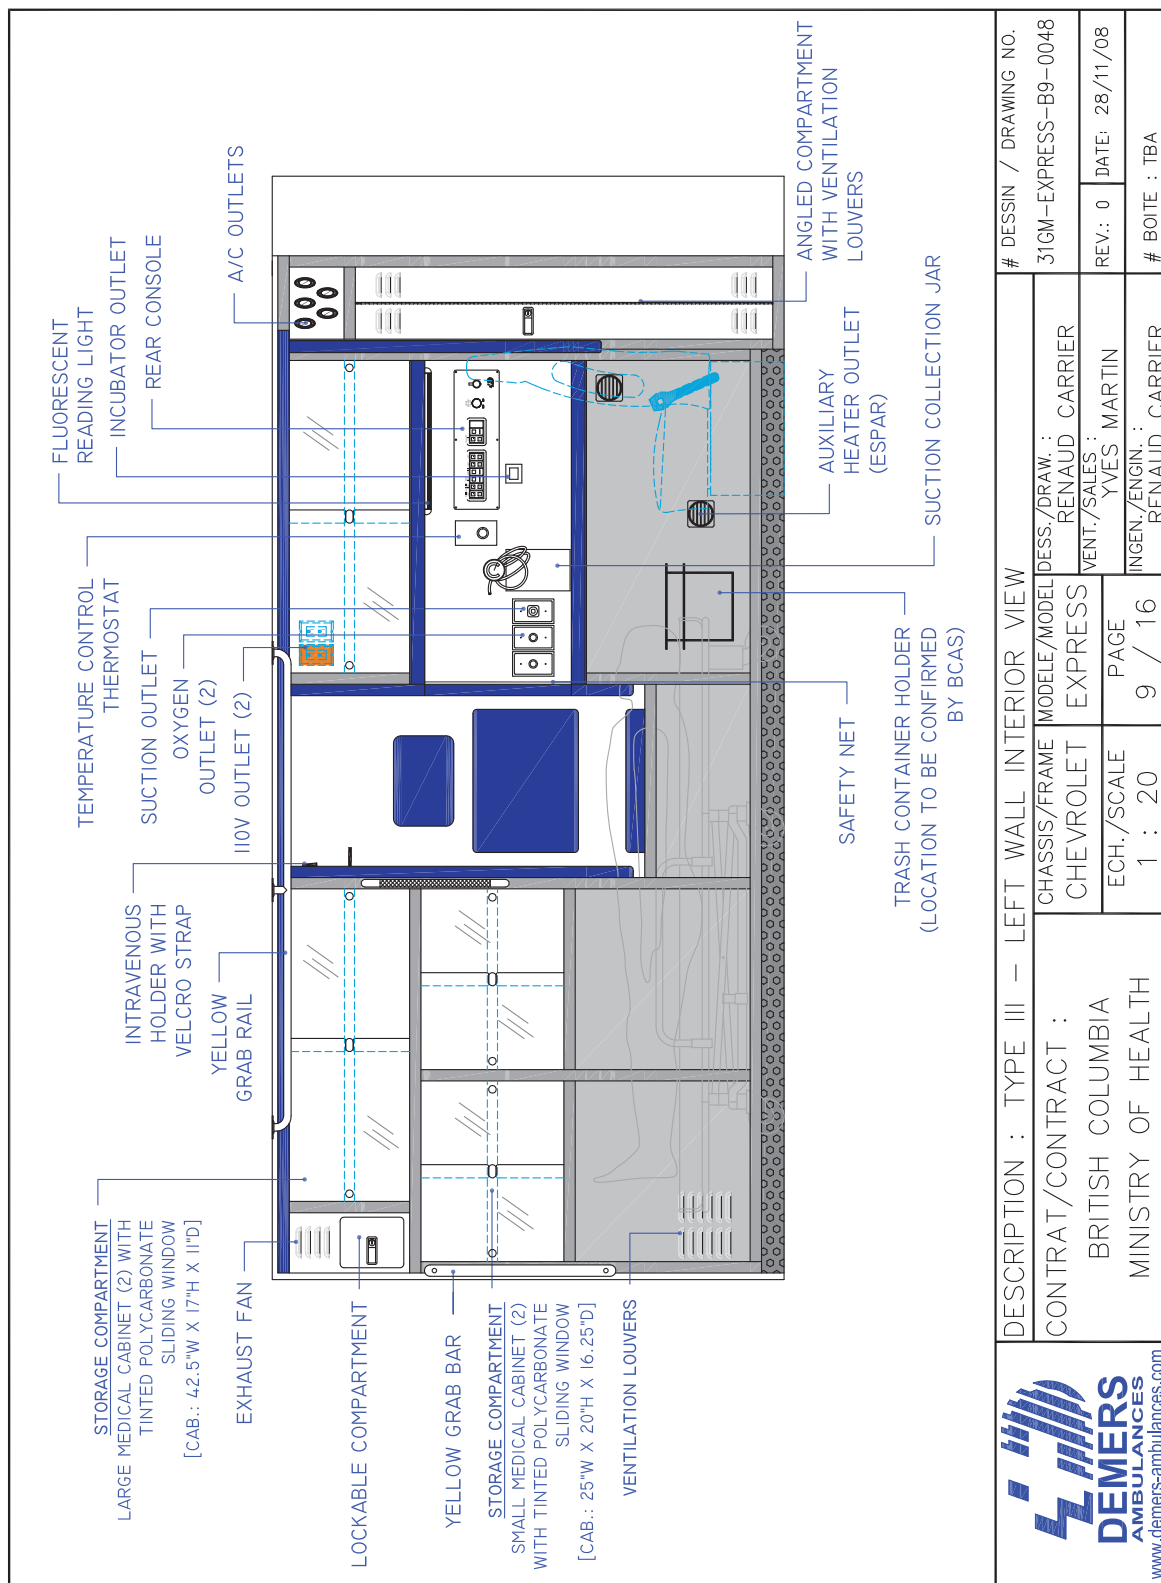 FLUORESCENT
READING LIGHT
INCUBATOR OUTLET
REAR CONSOLE
A/C OUTLETS
TEMPERATURE CONTROL
THERMOSTAT
SUCTION OUTLET
OXYGEN
OUTLET (2)
110V OUTLET (2)
INTRAVENOUS
HOLDER WITH
VELCRO STRAP
YELLOW
GRAB RAIL
STORAGE COMPARTMENT
LARGE MEDICAL CABINET (2) WITH
TINTED POLYCARBONATE
SLIDING WINDOW
[CAB.: 42.5"W X 17"H X 11"D]
EXHAUST FAN
LOCKABLE COMPARTMENT
YELLOW GRAB BAR
STORAGE COMPARTMENT
SMALL MEDICAL CABINET (2)
WITH TINTED POLYCARBONATE
SLIDING WINDOW
[CAB.: 25"W X 20"H X 16.25"D]
VENTILATION LOUVERS
SAFETY NET
TRASH CONTAINER HOLDER
(LOCATION TO BE CONFIRMED
BY BCAS)
AUXILIARY
HEATER OUTLET
(ESPAR)
SUCTION COLLECTION JAR
ANGLED COMPARTMENT
WITH VENTILATION
LOUVERS
DEMERS
AMBULANCES
www.demers-ambulances.com
DESCRIPTION : TYPE III - LEFT WALL INTERIOR VIEW
CONTRAT/CONTRACT :
BRITISH COLUMBIA
MINISTRY OF HEALTH
CHASSIS/FRAME
CHEVROLET
MODELE/MODEL
EXPRESS
ECH./SCALE
1 : 20
PAGE
9 / 16
DESS./DRAW. :
RENAUD CARRIER
VENT./SALES :
YVES MARTIN
INGEN./ENGIN. :
RENAUD CARRIER
# DESSIN / DRAWING NO.
31GM-EXPRESS-B9-0048
REV.: 0
DATE: 28/11/08
# BOITE : TBA